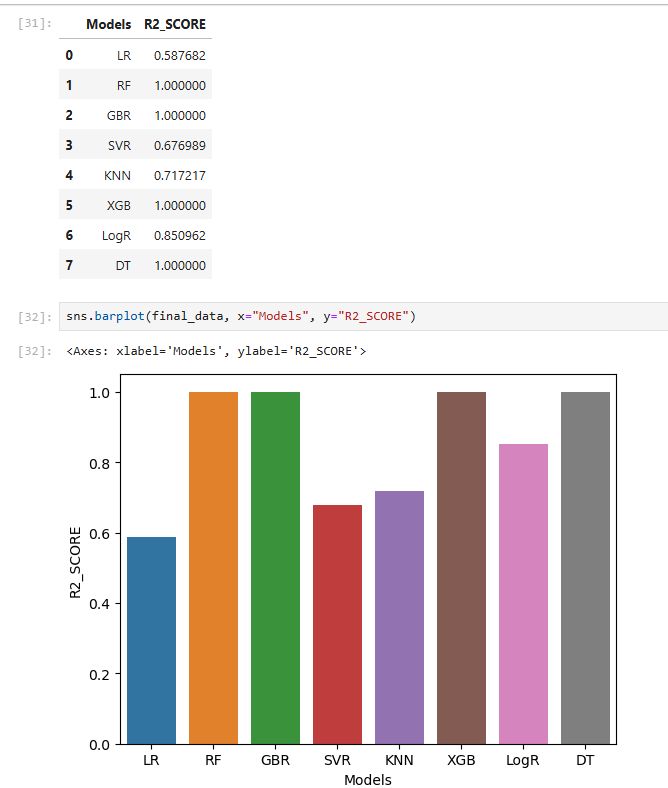 [31]:
Models R2_SCORE
0 LR 0.587682
1 RF 1.000000
2 GBR 1.000000
3 SVR 0.676989
4 KNN 0.717217
5 XGB 1.000000
6 LogR 0.850962
7 DT 1.000000
[32]: sns.barplot(final_data, x="Models", y="R2_SCORE")
[32]: <Axes: xlabel='Models', ylabel='R2_SCORE'>
1.0
0.8
0.6
0.4
0.2
0.0
R2_SCORE
LR RF GBR SVR KNN XGB LogR DT
Models